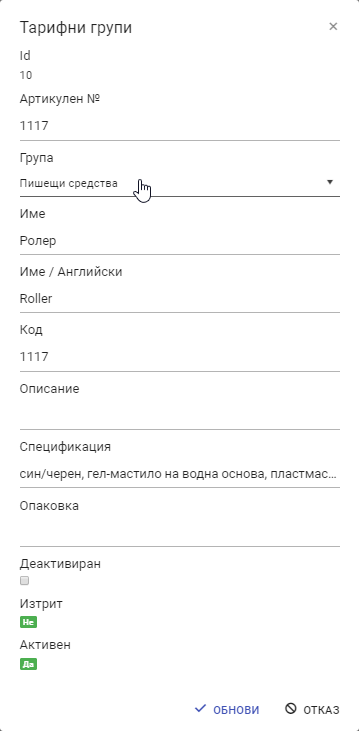 Тарифни групи
×
Id
10
Артикулен №
1117
Група
Пишещи средства
Име
Ролер
Име / Английски
Roller
Код
1117
Описание
Спецификация
син/черен, гел-мастило на водна основа, пластмас...
Опаковка
Деактивиран
Изтрит
Не
Активен
Да
ОБНОВИ ОТКАЗ